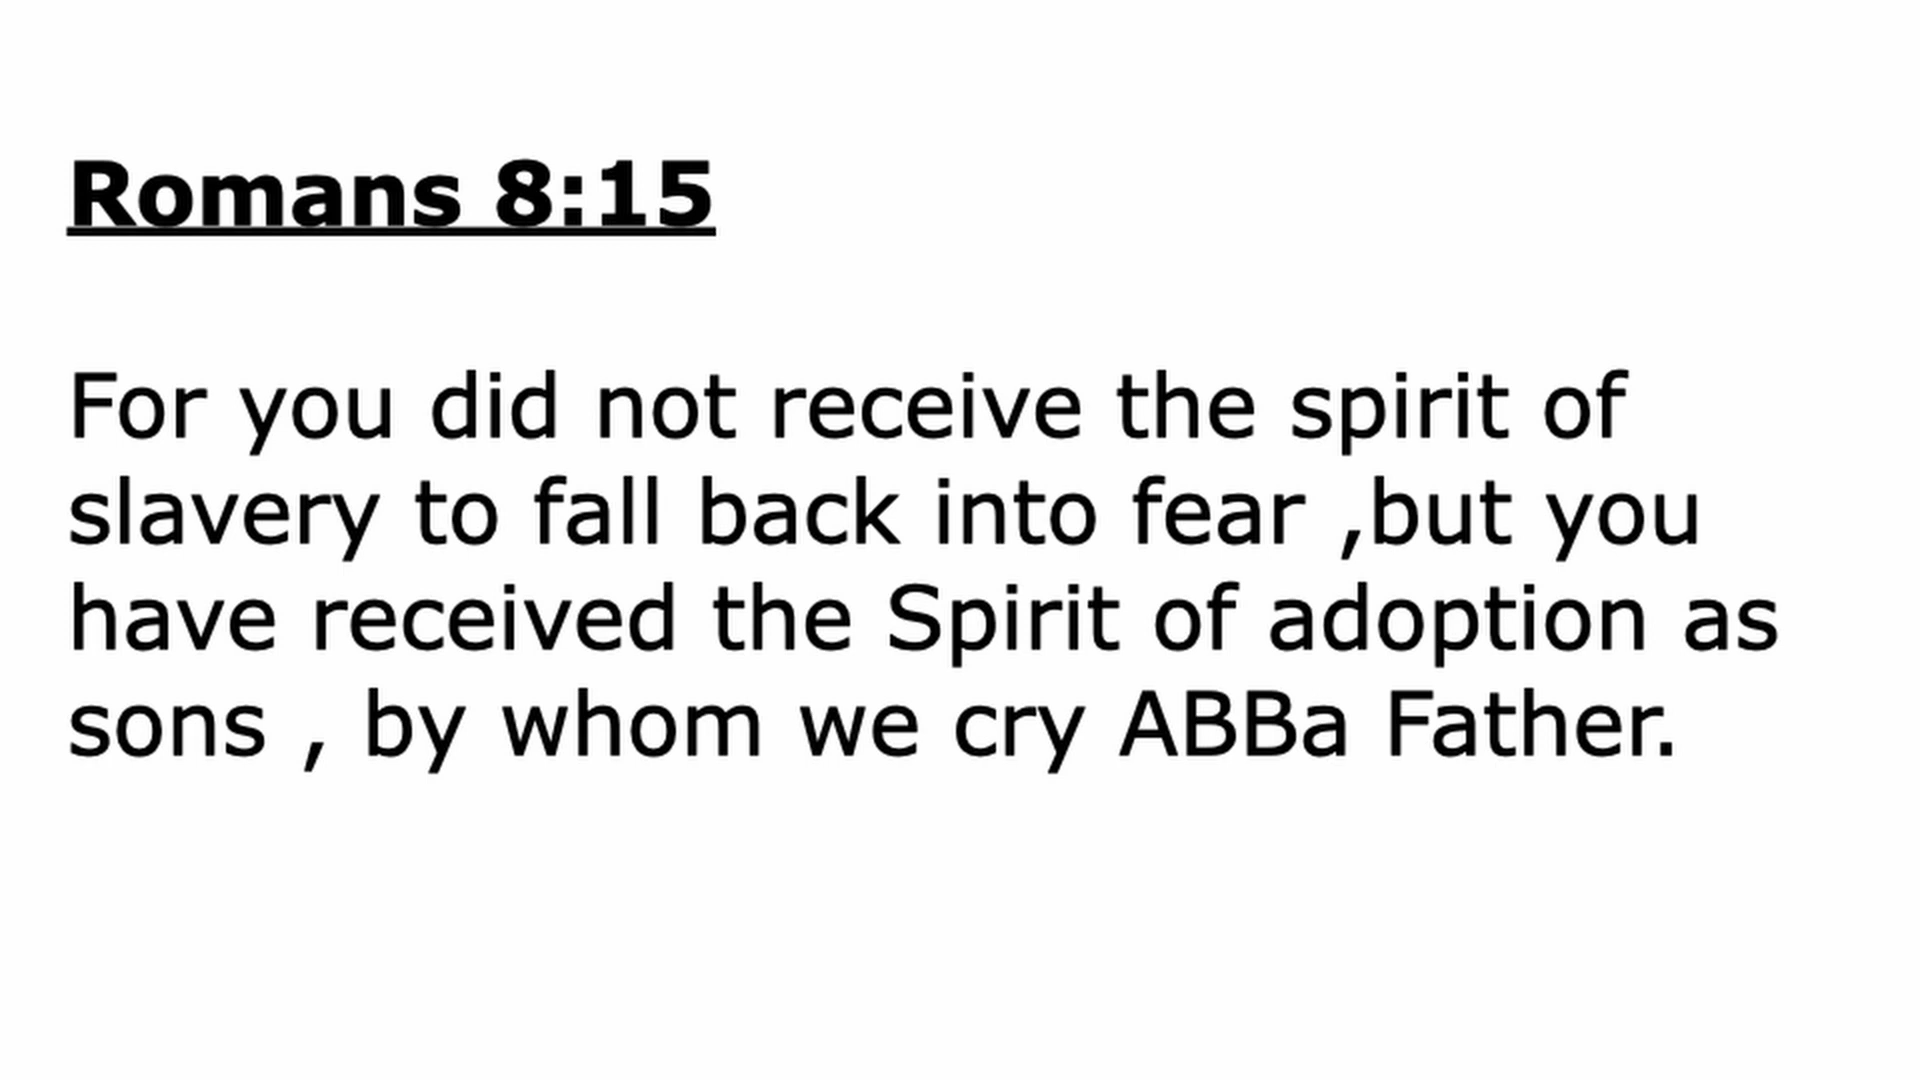 Romans 8:15
For you did not receive the spirit of
slavery to fall back into fear ,but you
have received the Spirit of adoption as
sons , by whom we cry ABBa Father.